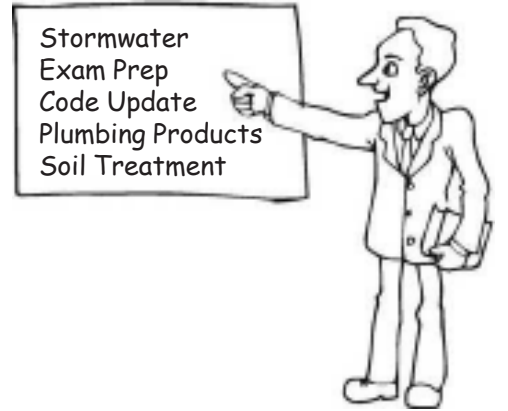 Stormwater
Exam Prep
Code Update
Plumbing Products
Soil Treatment